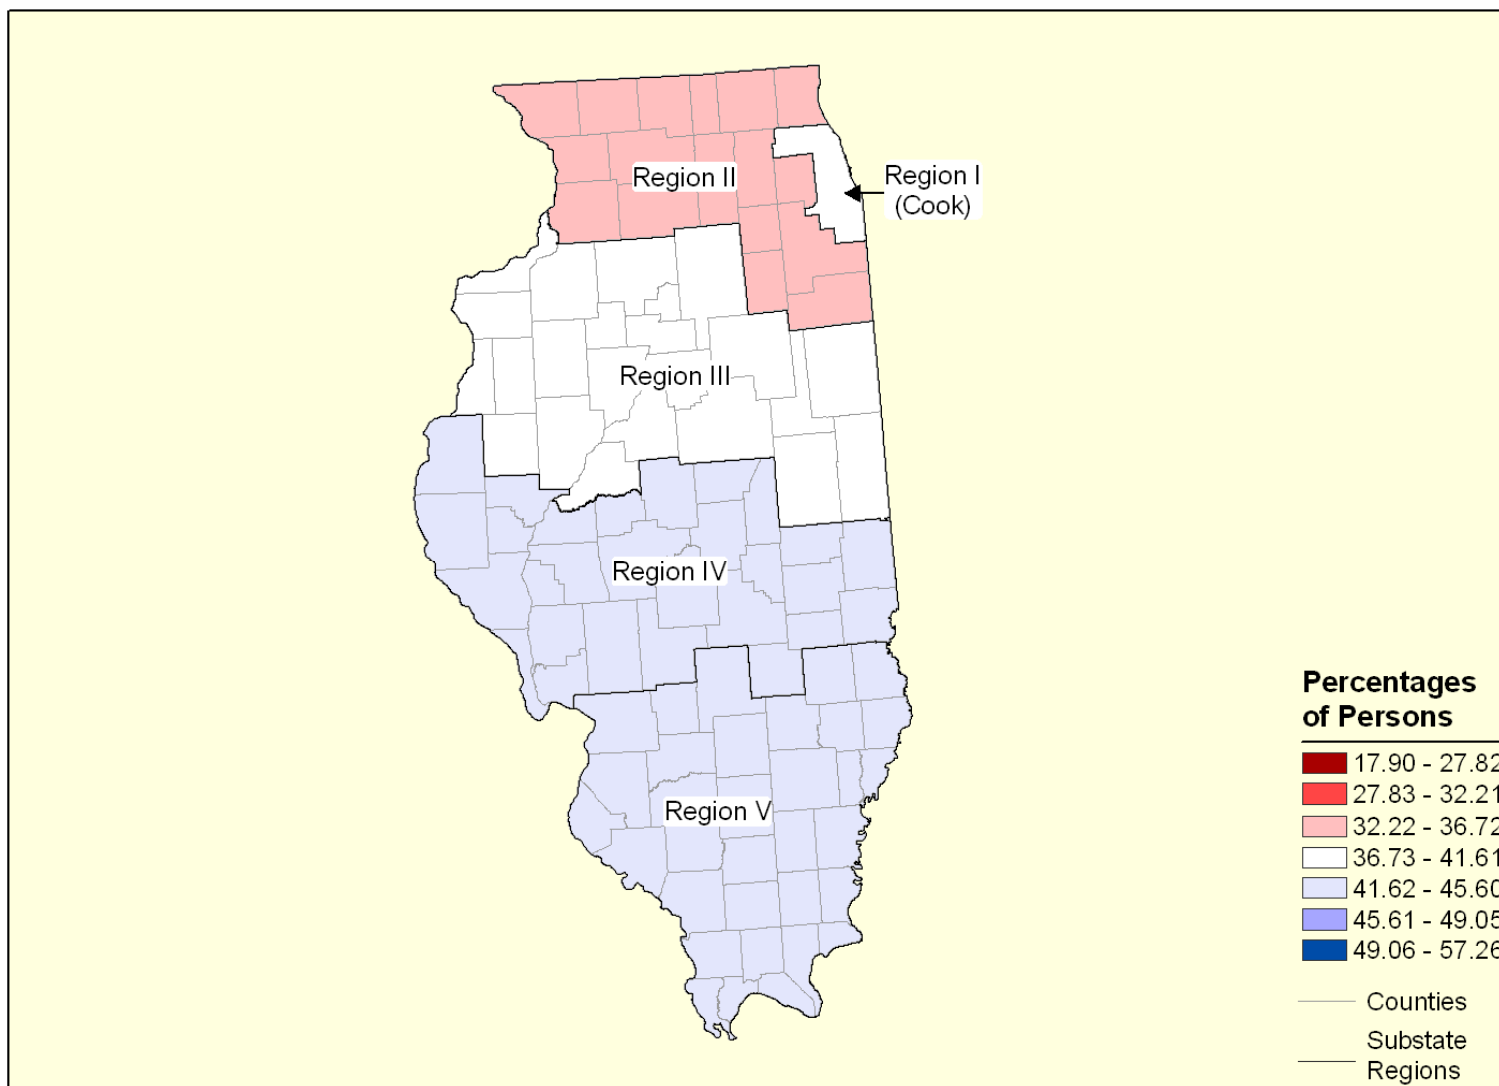 Region II
Region I
(Cook)
Region III
Region IV
Region V
Percentages
of Persons
17.90 - 27.82
27.83 - 32.21
32.22 - 36.72
36.73 - 41.61
41.62 - 45.60
45.61 - 49.05
49.06 - 57.26
Counties
Substate
Regions